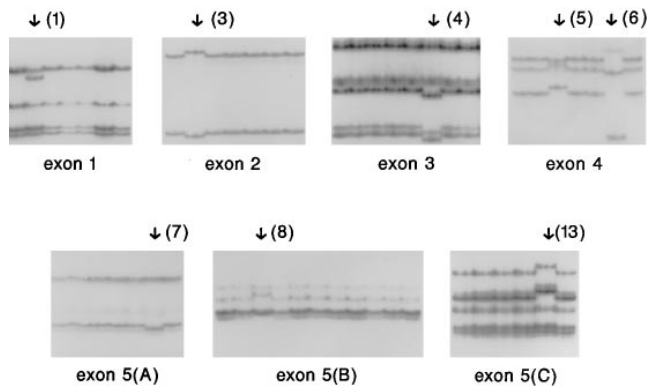 ↓ (1) ↓ (3) ↓ (4) ↓ (5) ↓ (6)
exon 1 exon 2 exon 3 exon 4
↓ (7) ↓ (8) ↓ (13)
exon 5(A) exon 5(B) exon 5(C)